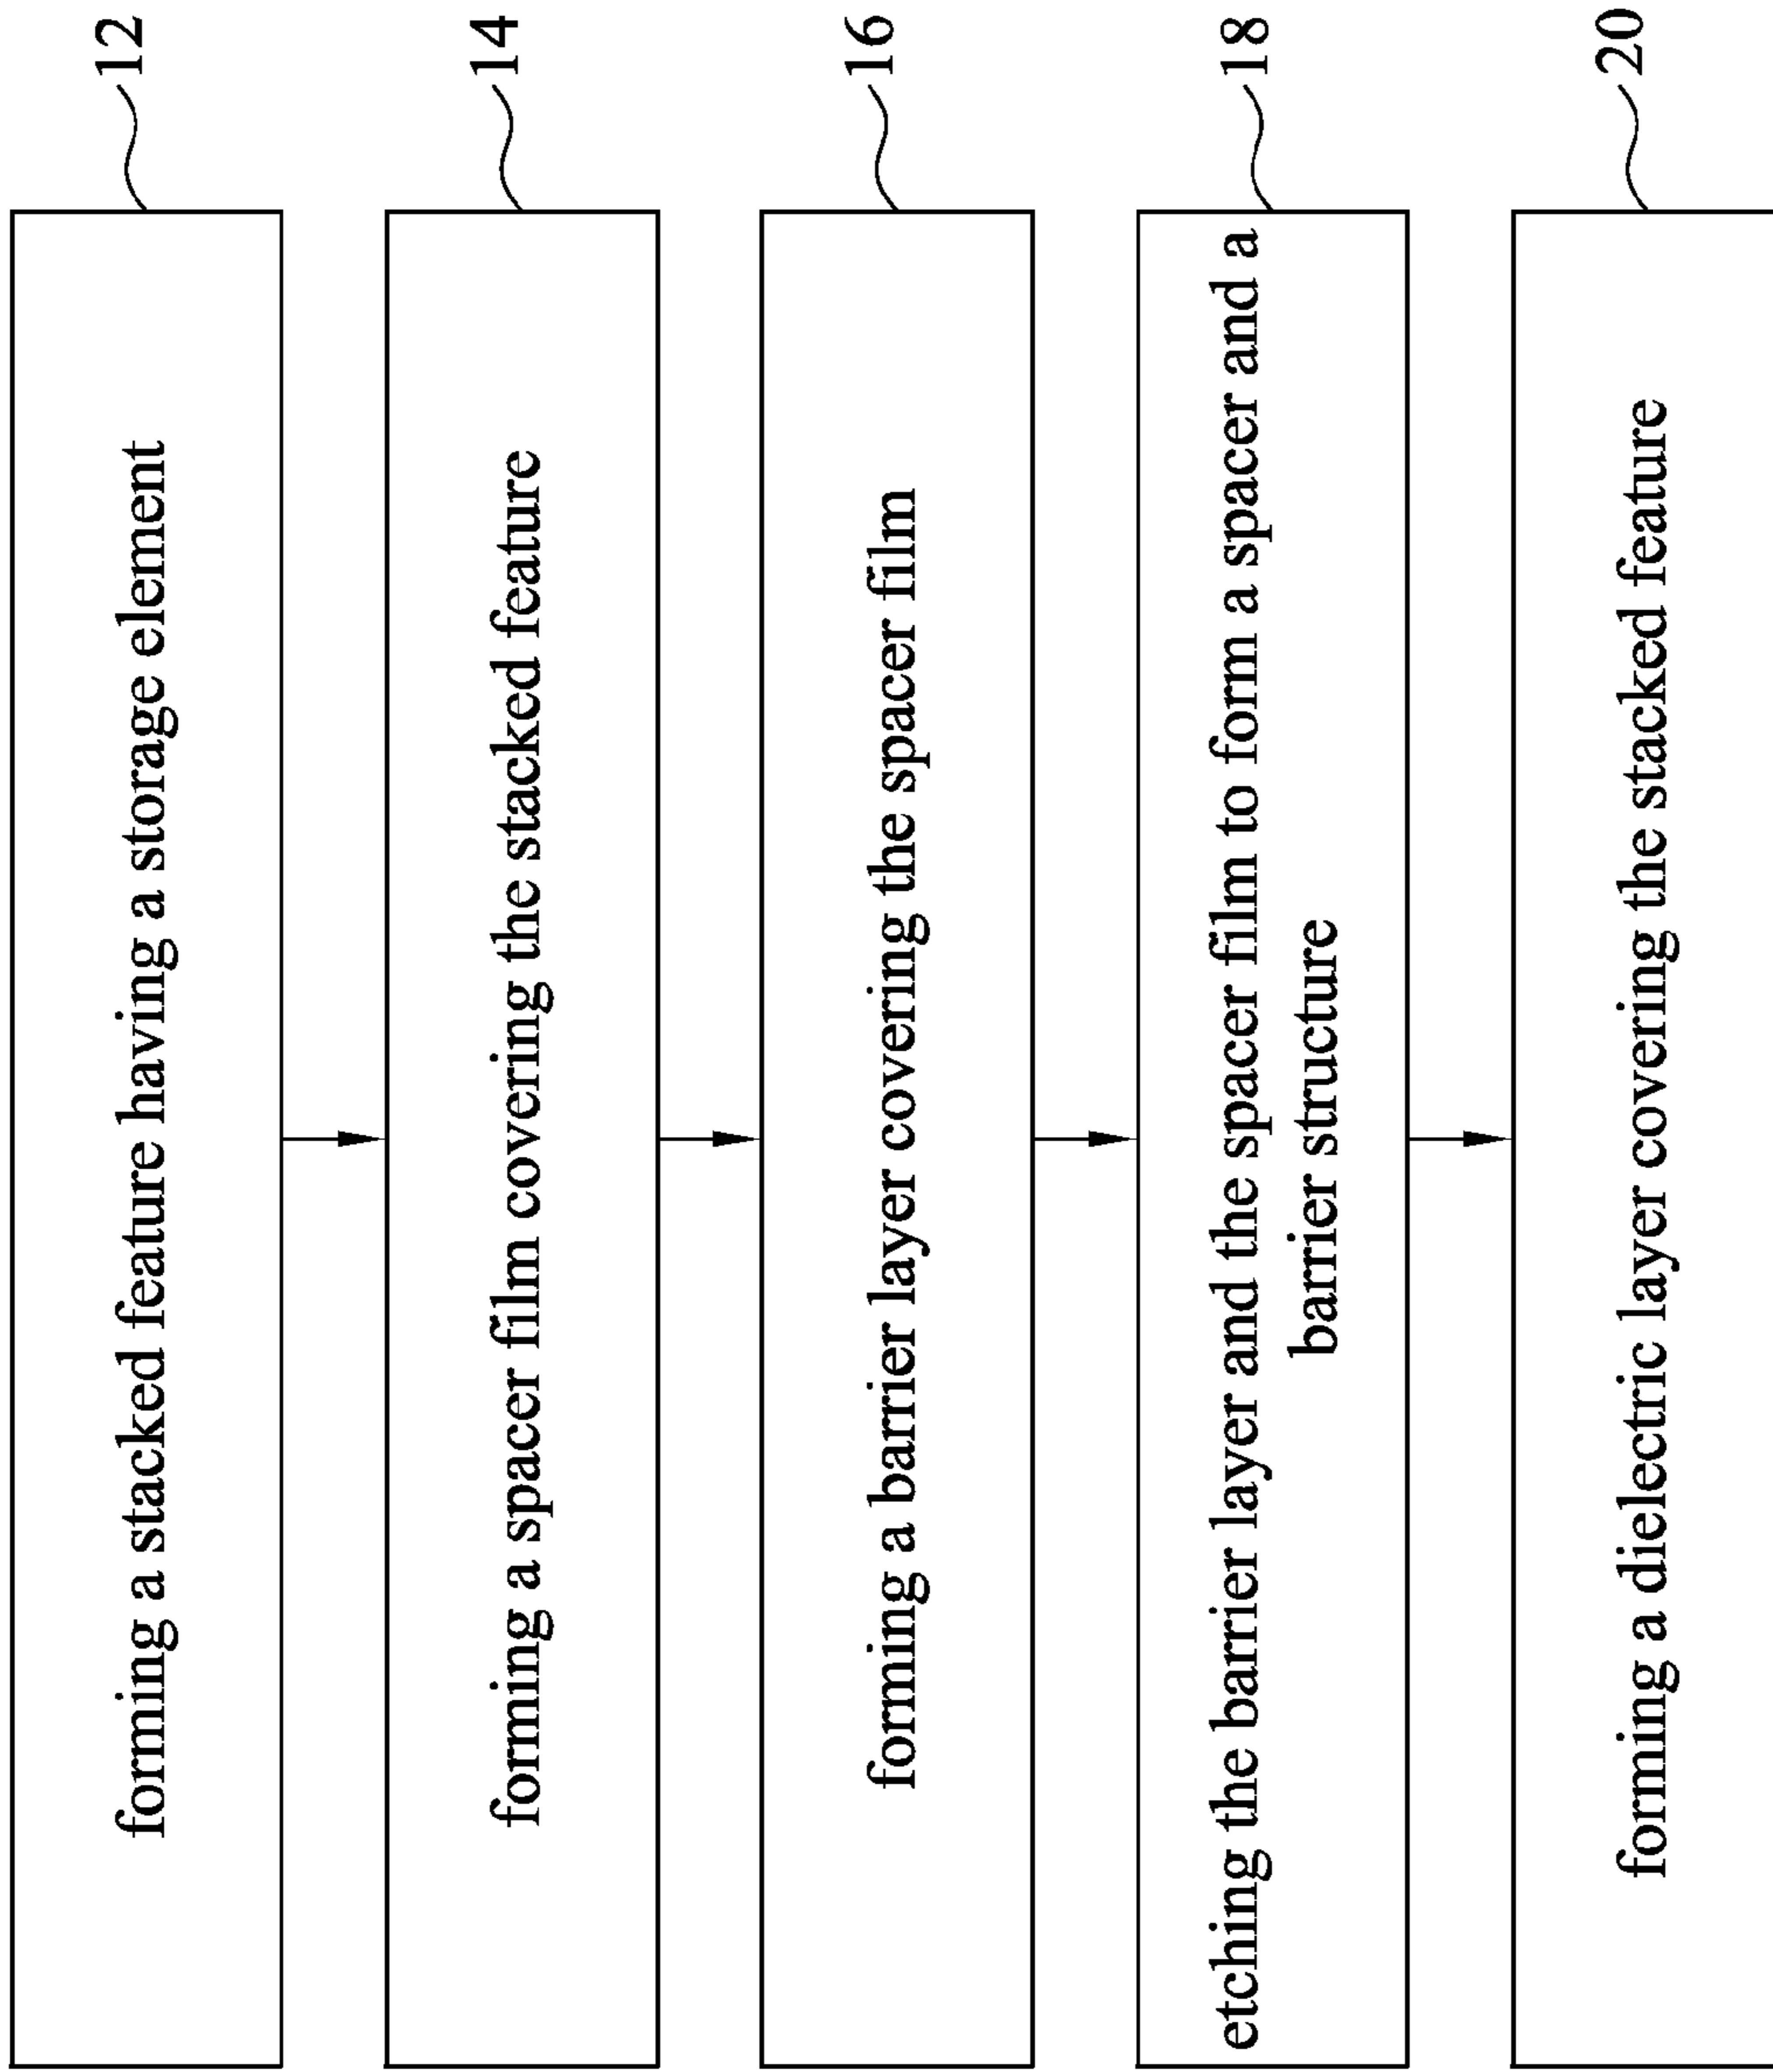 forming a stacked feature having a storage element
12
forming a spacer film covering the stacked feature
14
forming a barrier layer covering the spacer film
16
etching the barrier layer and the spacer film to form a spacer and a
barrier structure
18
forming a dielectric layer covering the stacked feature
20